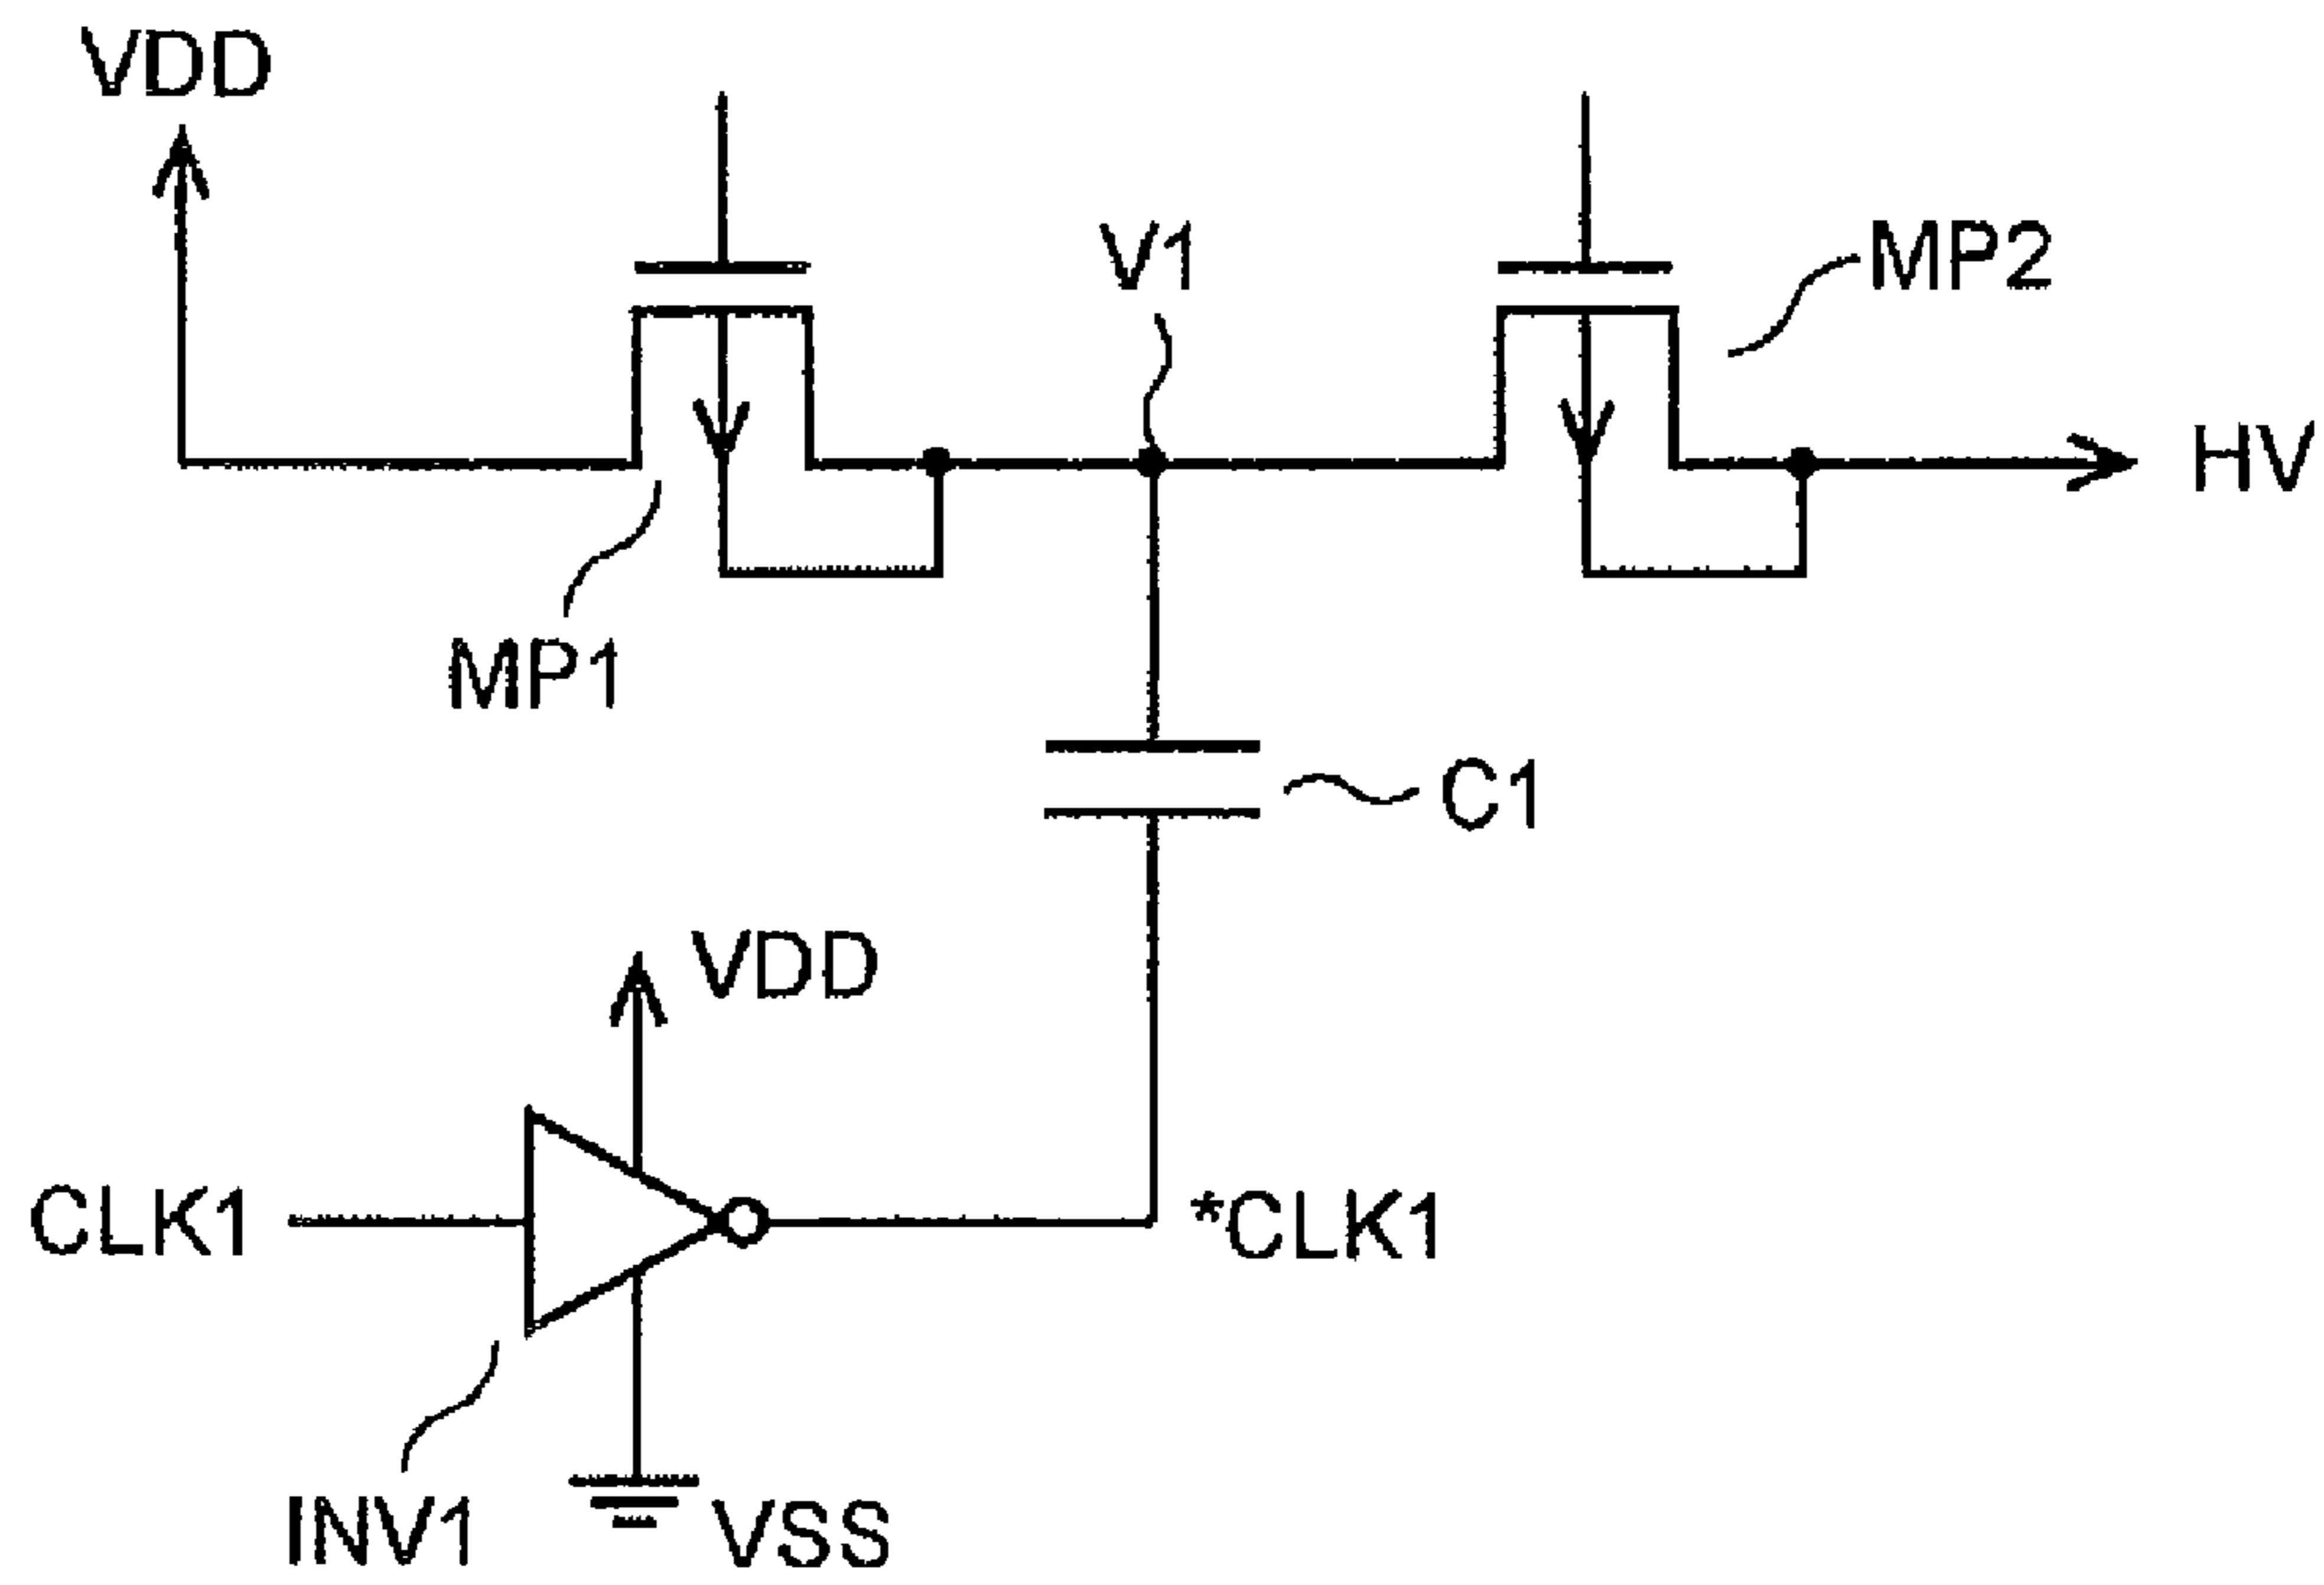 VDD
V1
MP2
HV
MP1
C1
VDD
CLK1
*CLK1
INV1
VSS